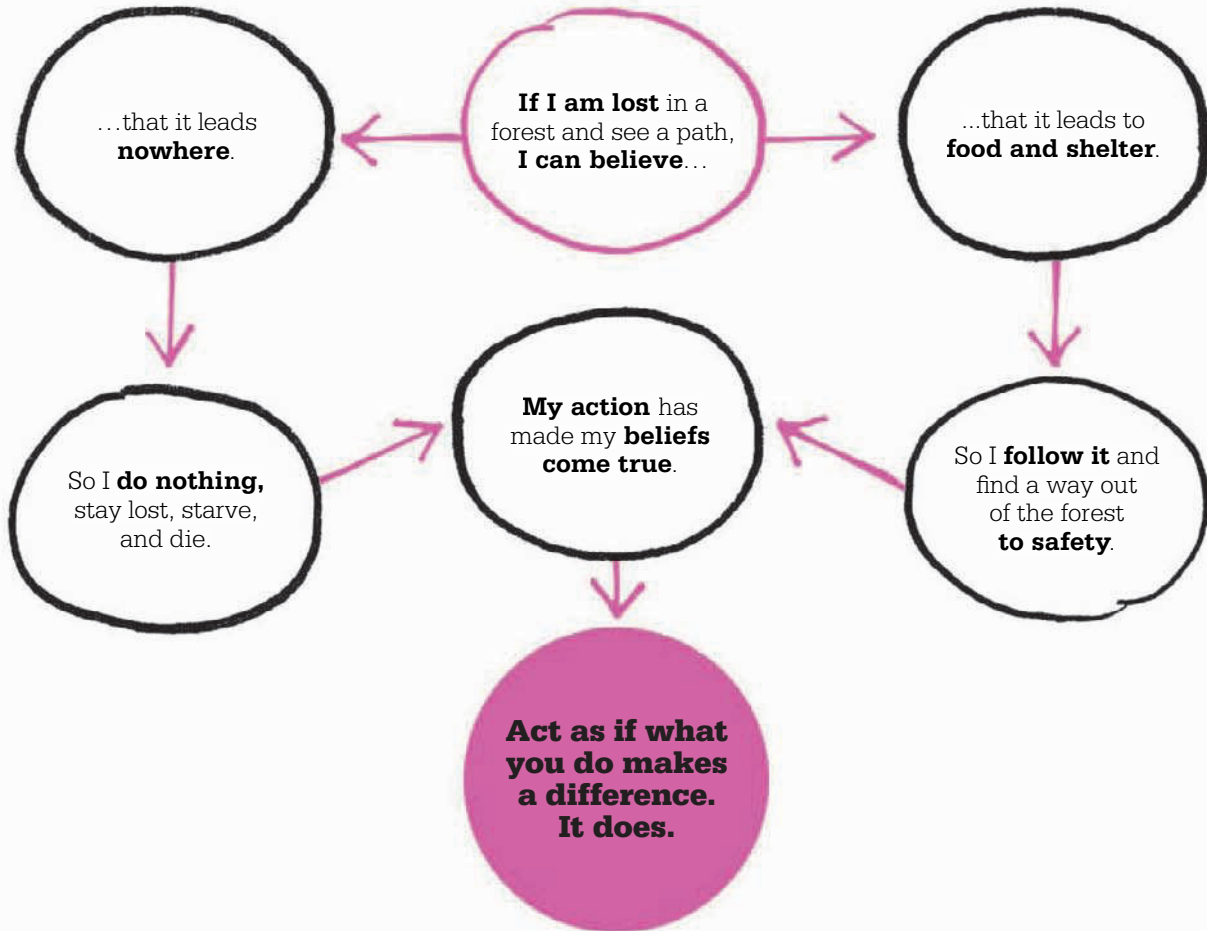 If I am lost in a
forest and see a path,
I can believe…
…that it leads
nowhere.
...that it leads to
food and shelter.
So I do nothing,
stay lost, starve,
and die.
So I follow it and
find a way out
of the forest
to safety.
My action has
made my beliefs
come true.
Act as if what
you do makes
a difference.
It does.